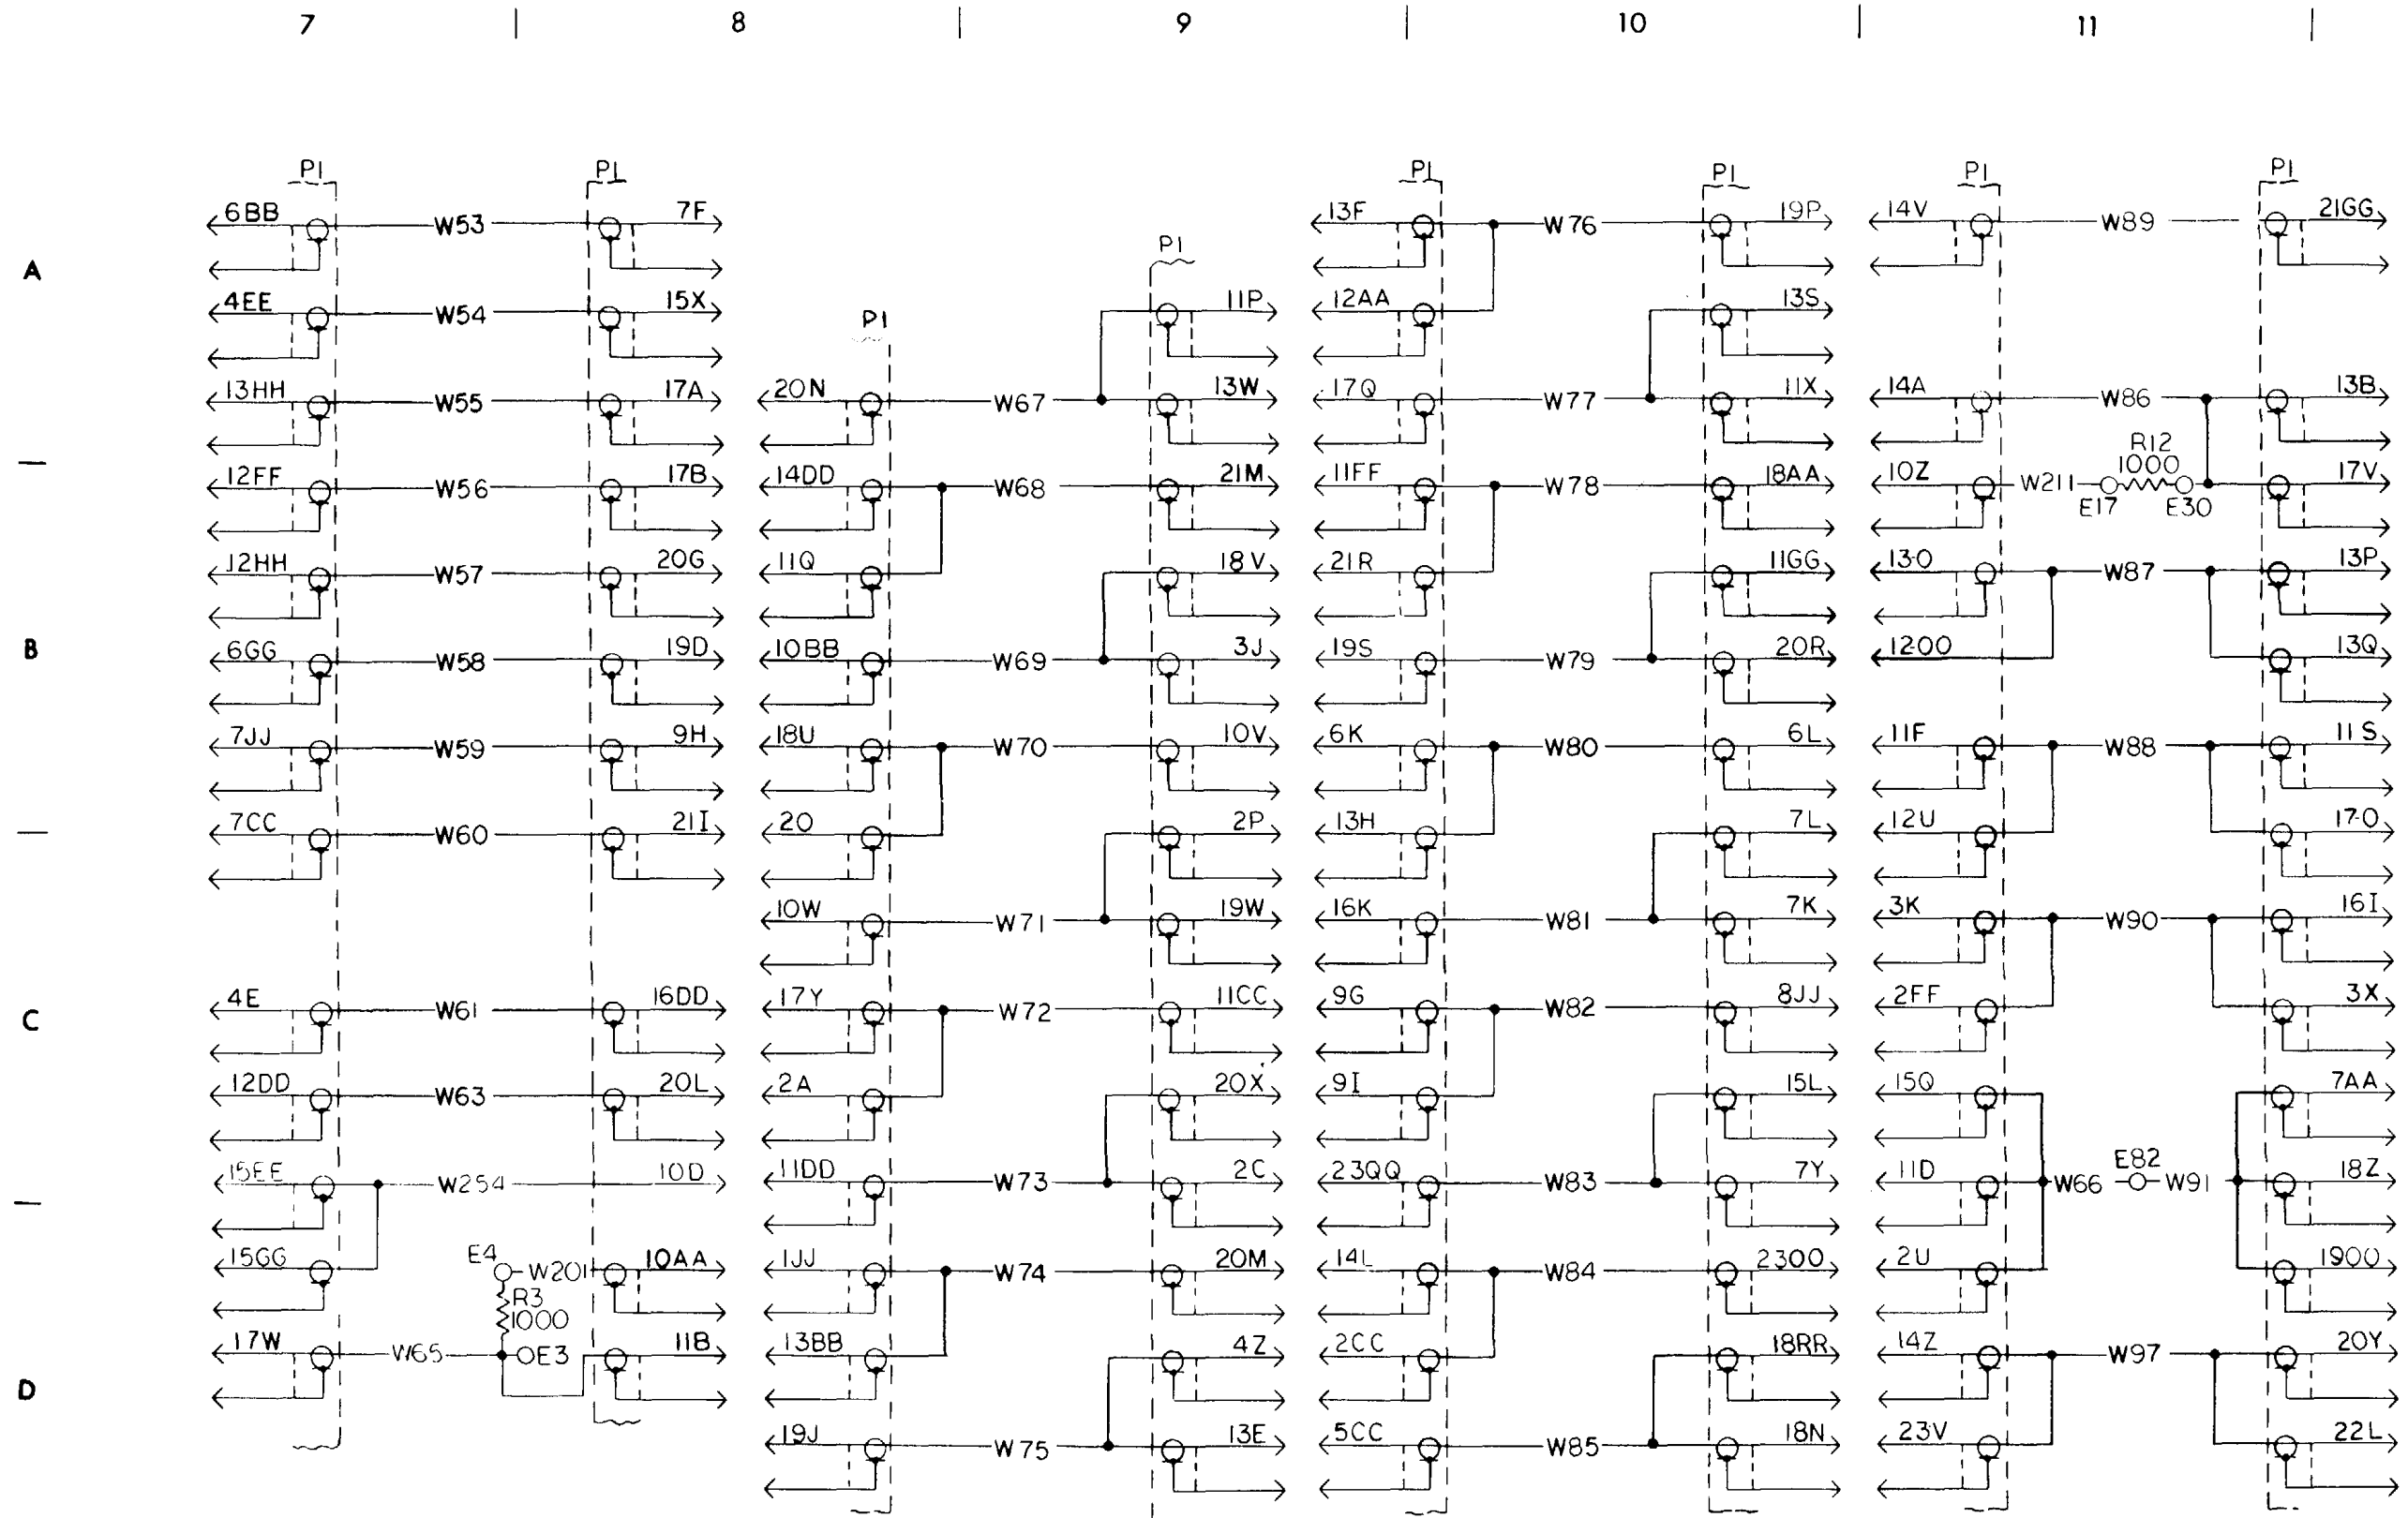 7 | 8 | 9 | 10 | 11 |
P1 P1 P1 P1 P1 P1
6BB W53 7F 13F W76 19P 14V W89 21GG
A
P1
4EE W54 15X P1 11P 12AA 13S
13HH W55 17A 20N W67 13W 17Q W77 11X 14A W86 13B
R12
1000
12FF W56 17B 14DD W68 21M 11FF W78 18AA 10Z W211 17V
E17 E30
12HH W57 20G 11Q 18V 21R 11GG 13-0 W87 13P
B
6GG W58 19D 10BB W69 3J 19S W79 20R 1200 13Q
7JJ W59 9H 18U W70 10V 6K W80 6L 11F W88 11S
7CC W60 21I 20 2P 13H 7L 12U 17-0
10W W71 19W 16K W81 7K 3K W90 16I
C
4E W61 16DD 17Y W72 11CC 9G W82 8JJ 2FF 3X
12DD W63 20L 2A 20X 9I 15L 15Q 7AA
15EE W254 10D 11DD W73 2C 23QQ W83 7Y 11D W66 E82 W91 18Z
15GG E4 W201 10AA 1JJ W74 20M 14L W84 2300 2U 1900
R3
1000
17W W65 E3 11B 13BB 4Z 2CC 18RR 14Z W97 20Y
D
19J W75 13E 5CC W85 18N 23V 22L